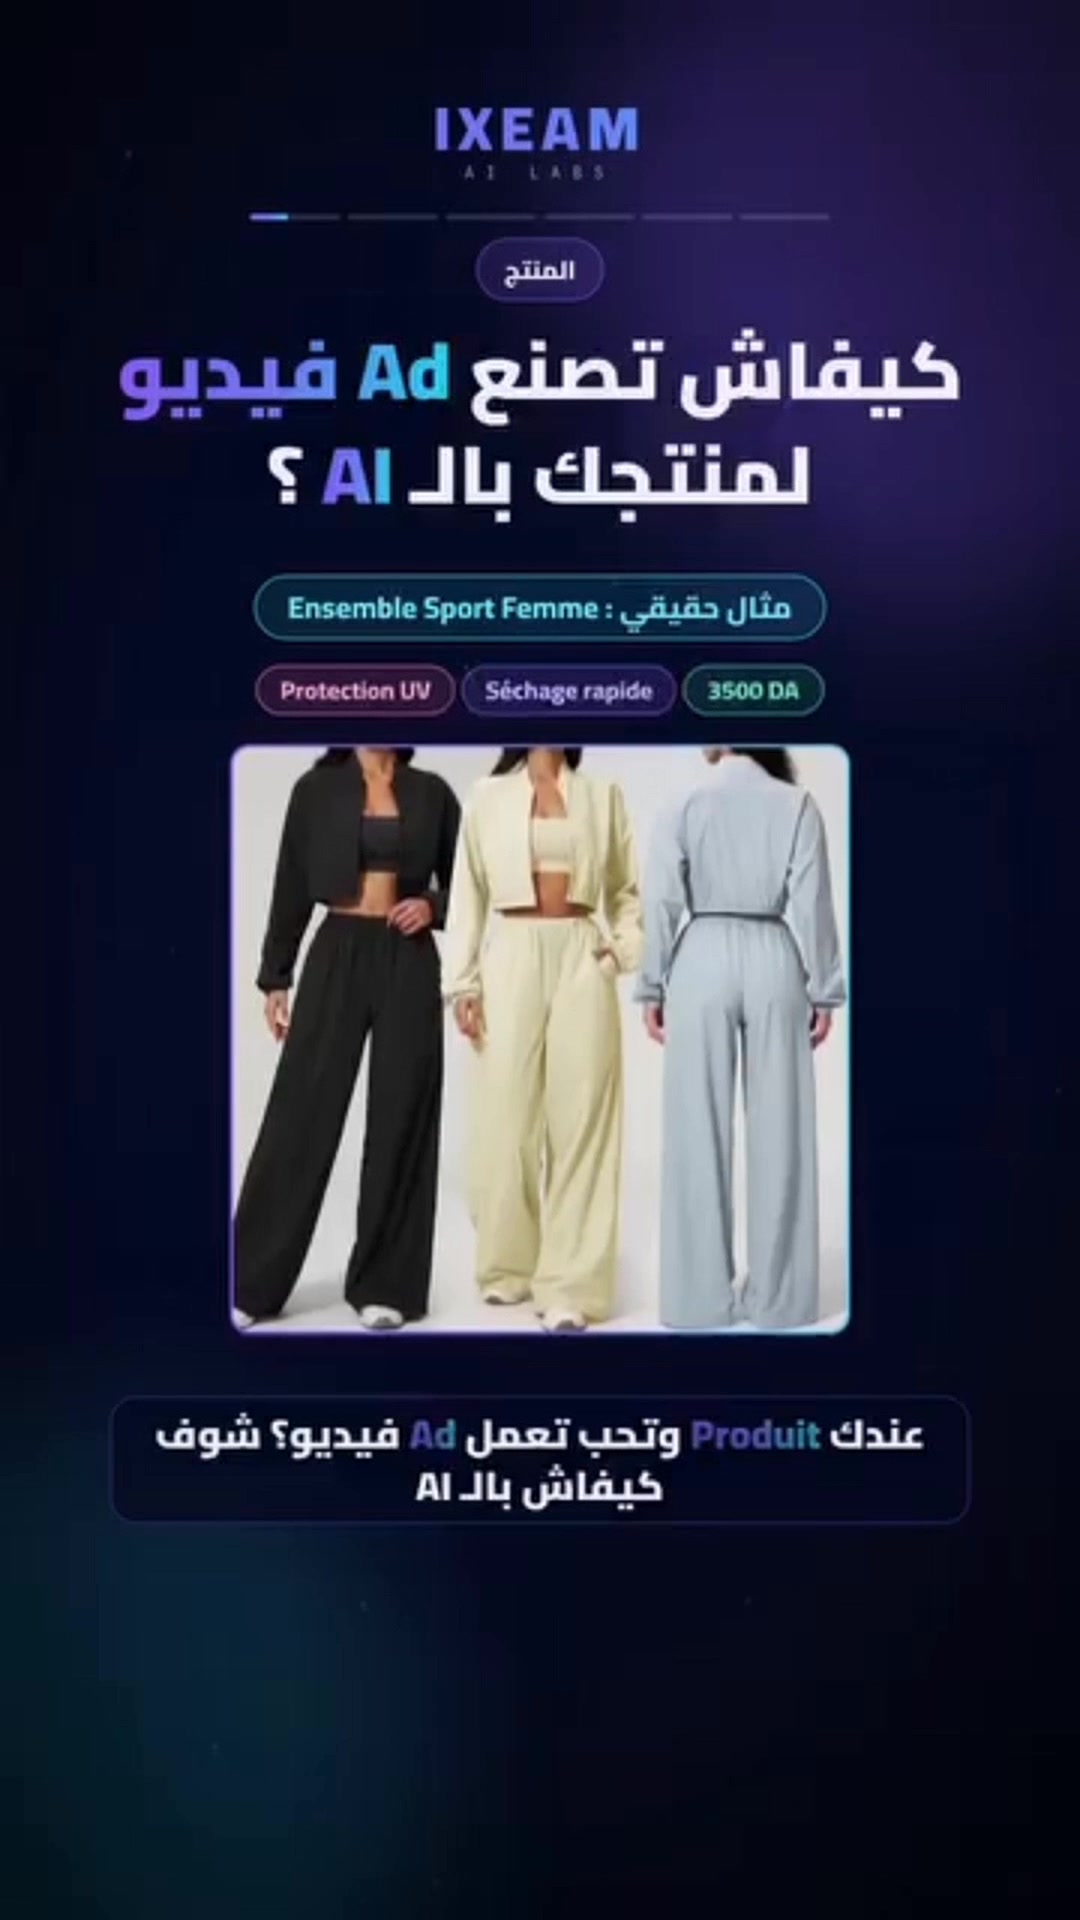 IXEAM
AI LABS
المنتج
كيفاش تصنع Ad فيديو
لمنتجك بالـ AI ؟
مثال حقيقي : Ensemble Sport Femme
Protection UV
Séchage rapide
3500 DA
عندك Produit وتحب تعمل Ad فيديو؟ شوف
كيفاش بالـ AI